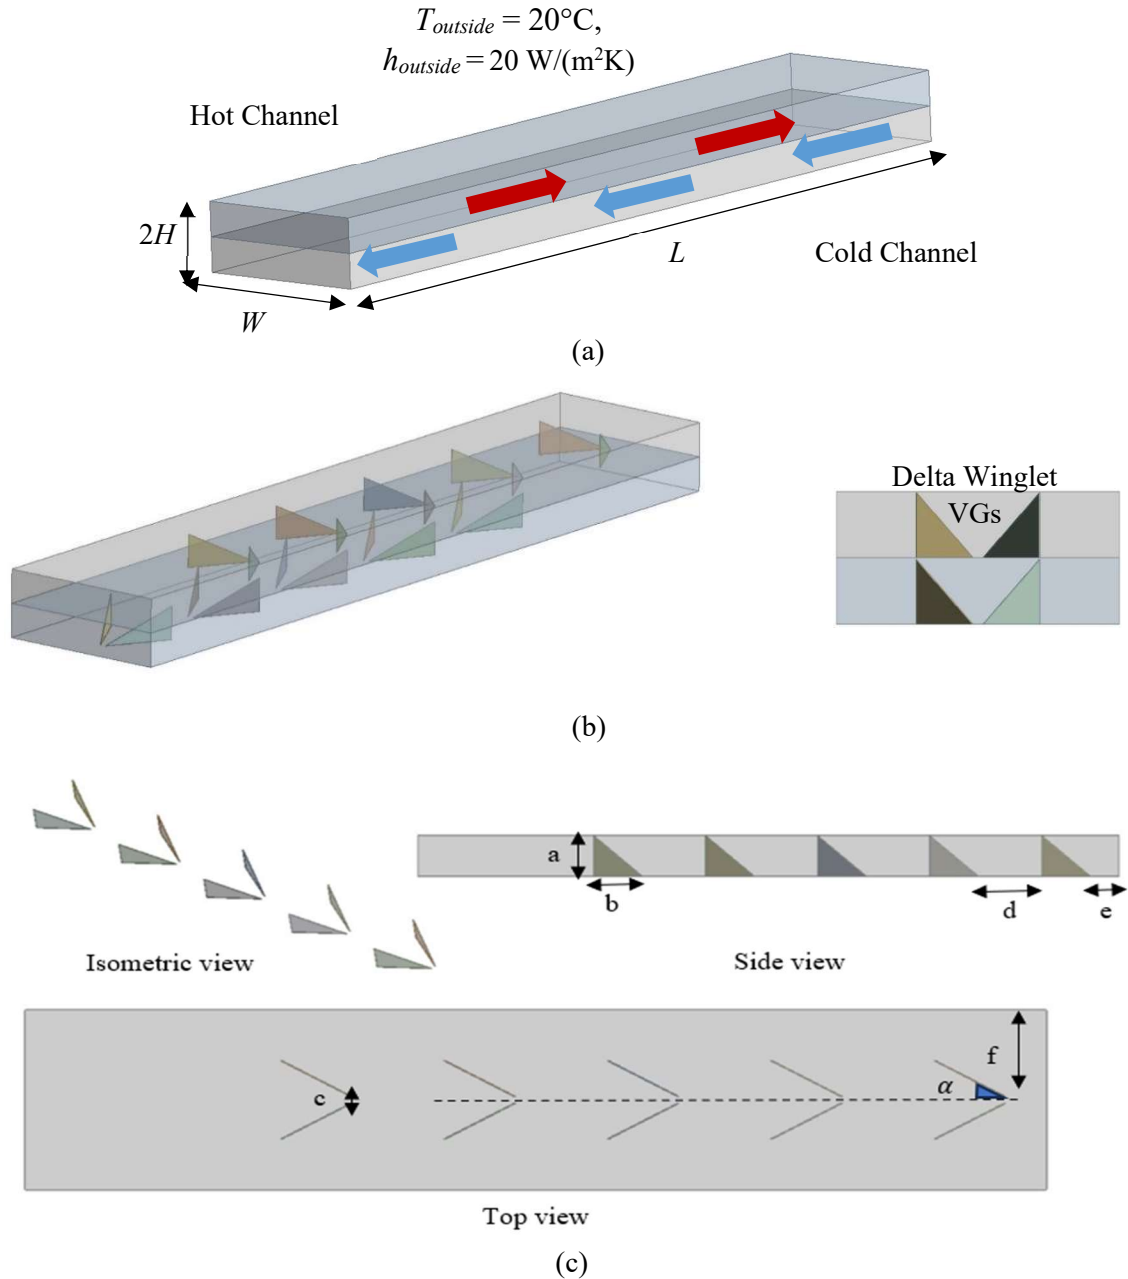 T_outside = 20°C,
h_outside = 20 W/(m²K)
Hot Channel
2H
L
Cold Channel
W
(a)
Delta Winglet
VGs
(b)
a
b
d
e
Isometric view
Side view
f
c
α
Top view
(c)